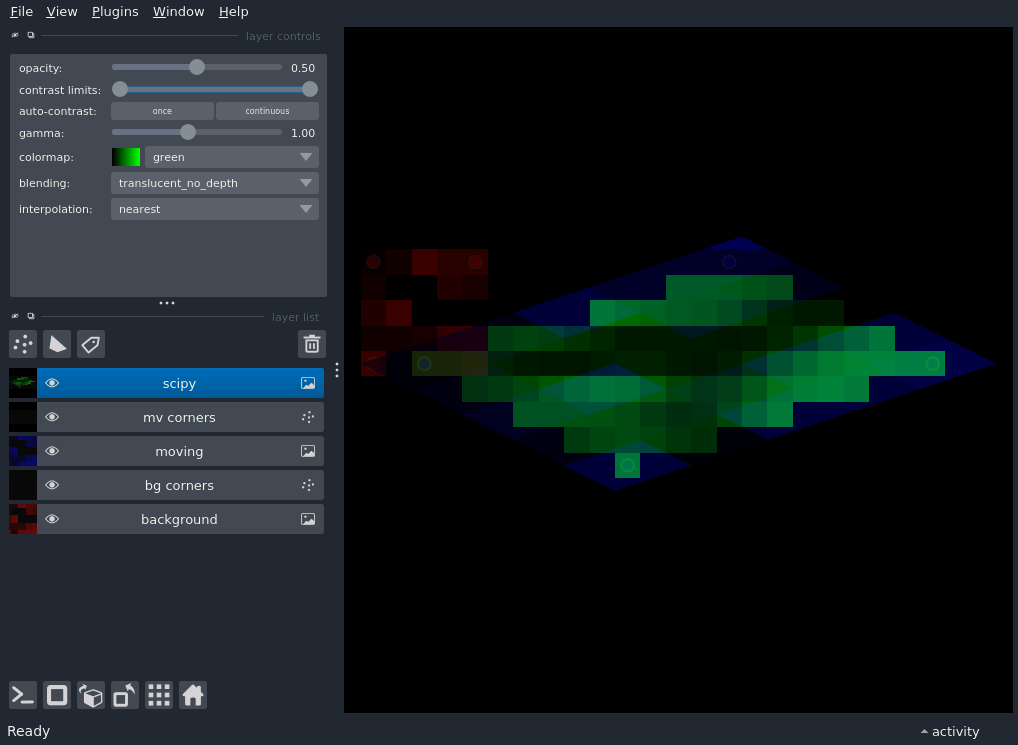 File View Plugins Window Help
layer controls
opacity: 0.50
contrast limits:
auto-contrast: once continuous
gamma: 1.00
colormap: green
blending: translucent_no_depth
interpolation: nearest
layer list
scipy
mv corners
moving
bg corners
background
Ready activity